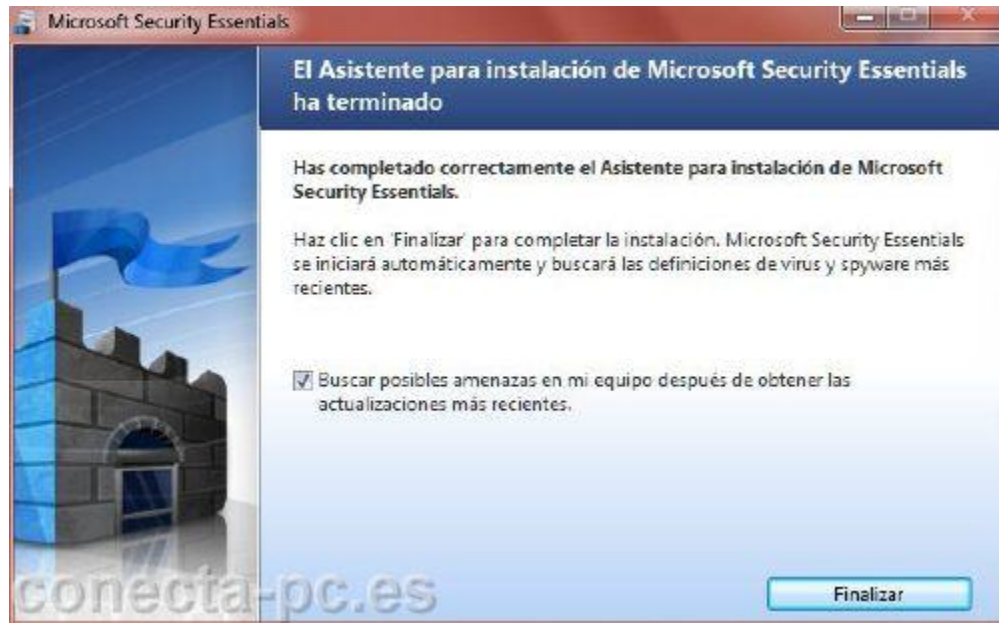 Microsoft Security Essentials
El Asistente para instalación de Microsoft Security Essentials
ha terminado
Has completado correctamente el Asistente para instalación de Microsoft
Security Essentials.
Haz clic en 'Finalizar' para completar la instalación. Microsoft Security Essentials
se iniciará automáticamente y buscará las definiciones de virus y spyware más
recientes.
Buscar posibles amenazas en mi equipo después de obtener las
actualizaciones más recientes.
conecta-pc.es
Finalizar